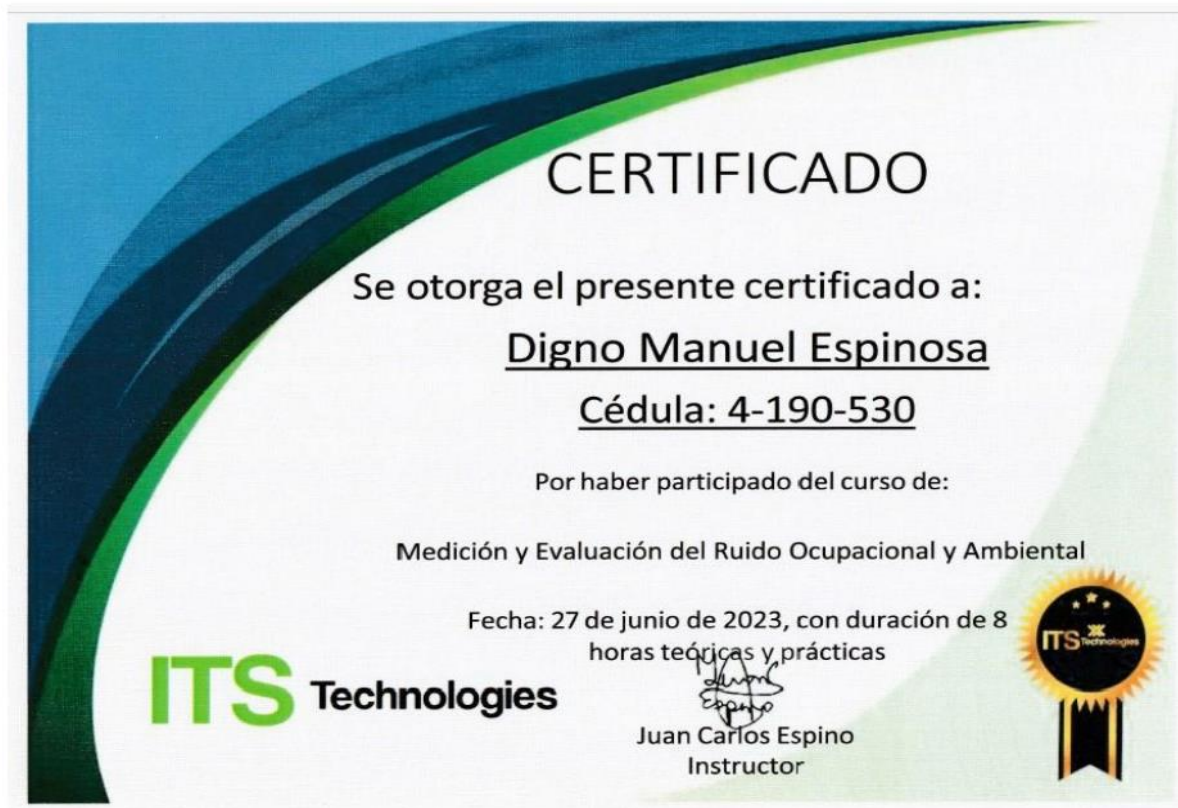 CERTIFICADO
Se otorga el presente certificado a:
Digno Manuel Espinosa
Cédula: 4-190-530
Por haber participado del curso de:
Medición y Evaluación del Ruido Ocupacional y Ambiental
Fecha: 27 de junio de 2023, con duración de 8
horas teóricas y prácticas
ITS Technologies
Juan Carlos Espino
Instructor
ITS Technologies